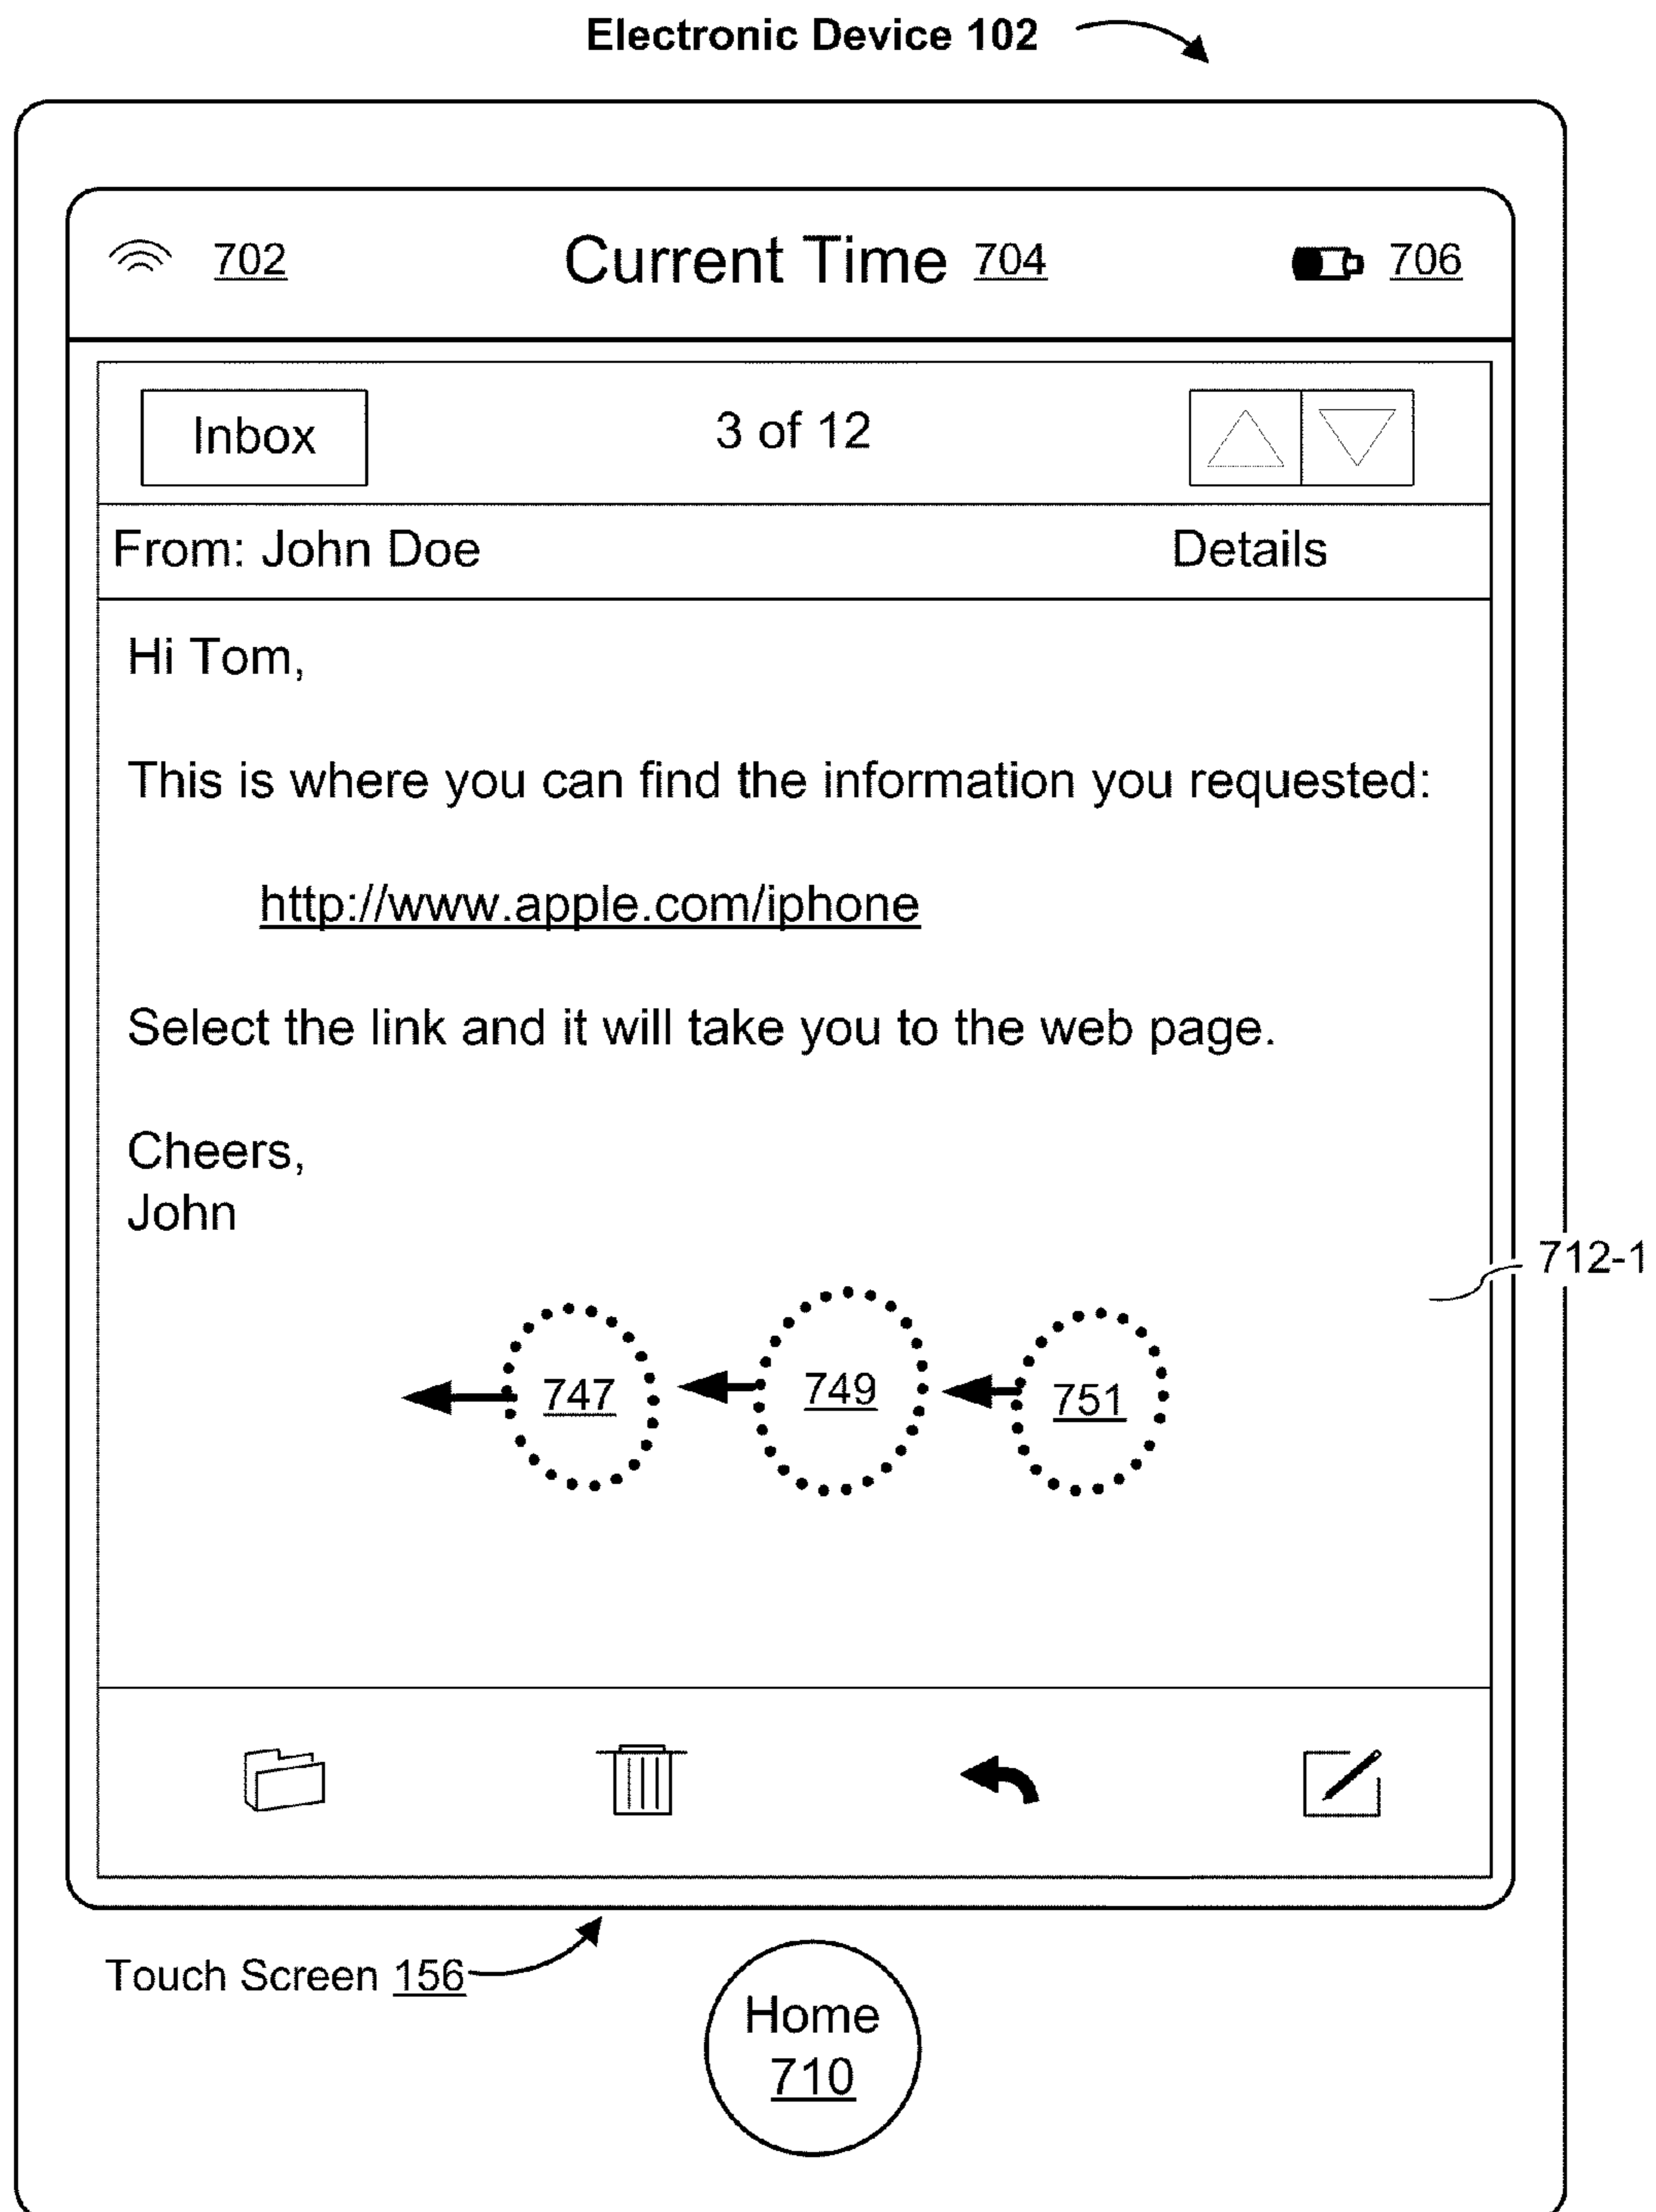 Electronic Device 102
702 Current Time 704 706
Inbox 3 of 12
From: John Doe Details
Hi Tom,
This is where you can find the information you requested:
http://www.apple.com/iphone
Select the link and it will take you to the web page.
Cheers,
John
712-1
747 749 751
Touch Screen 156
Home
710